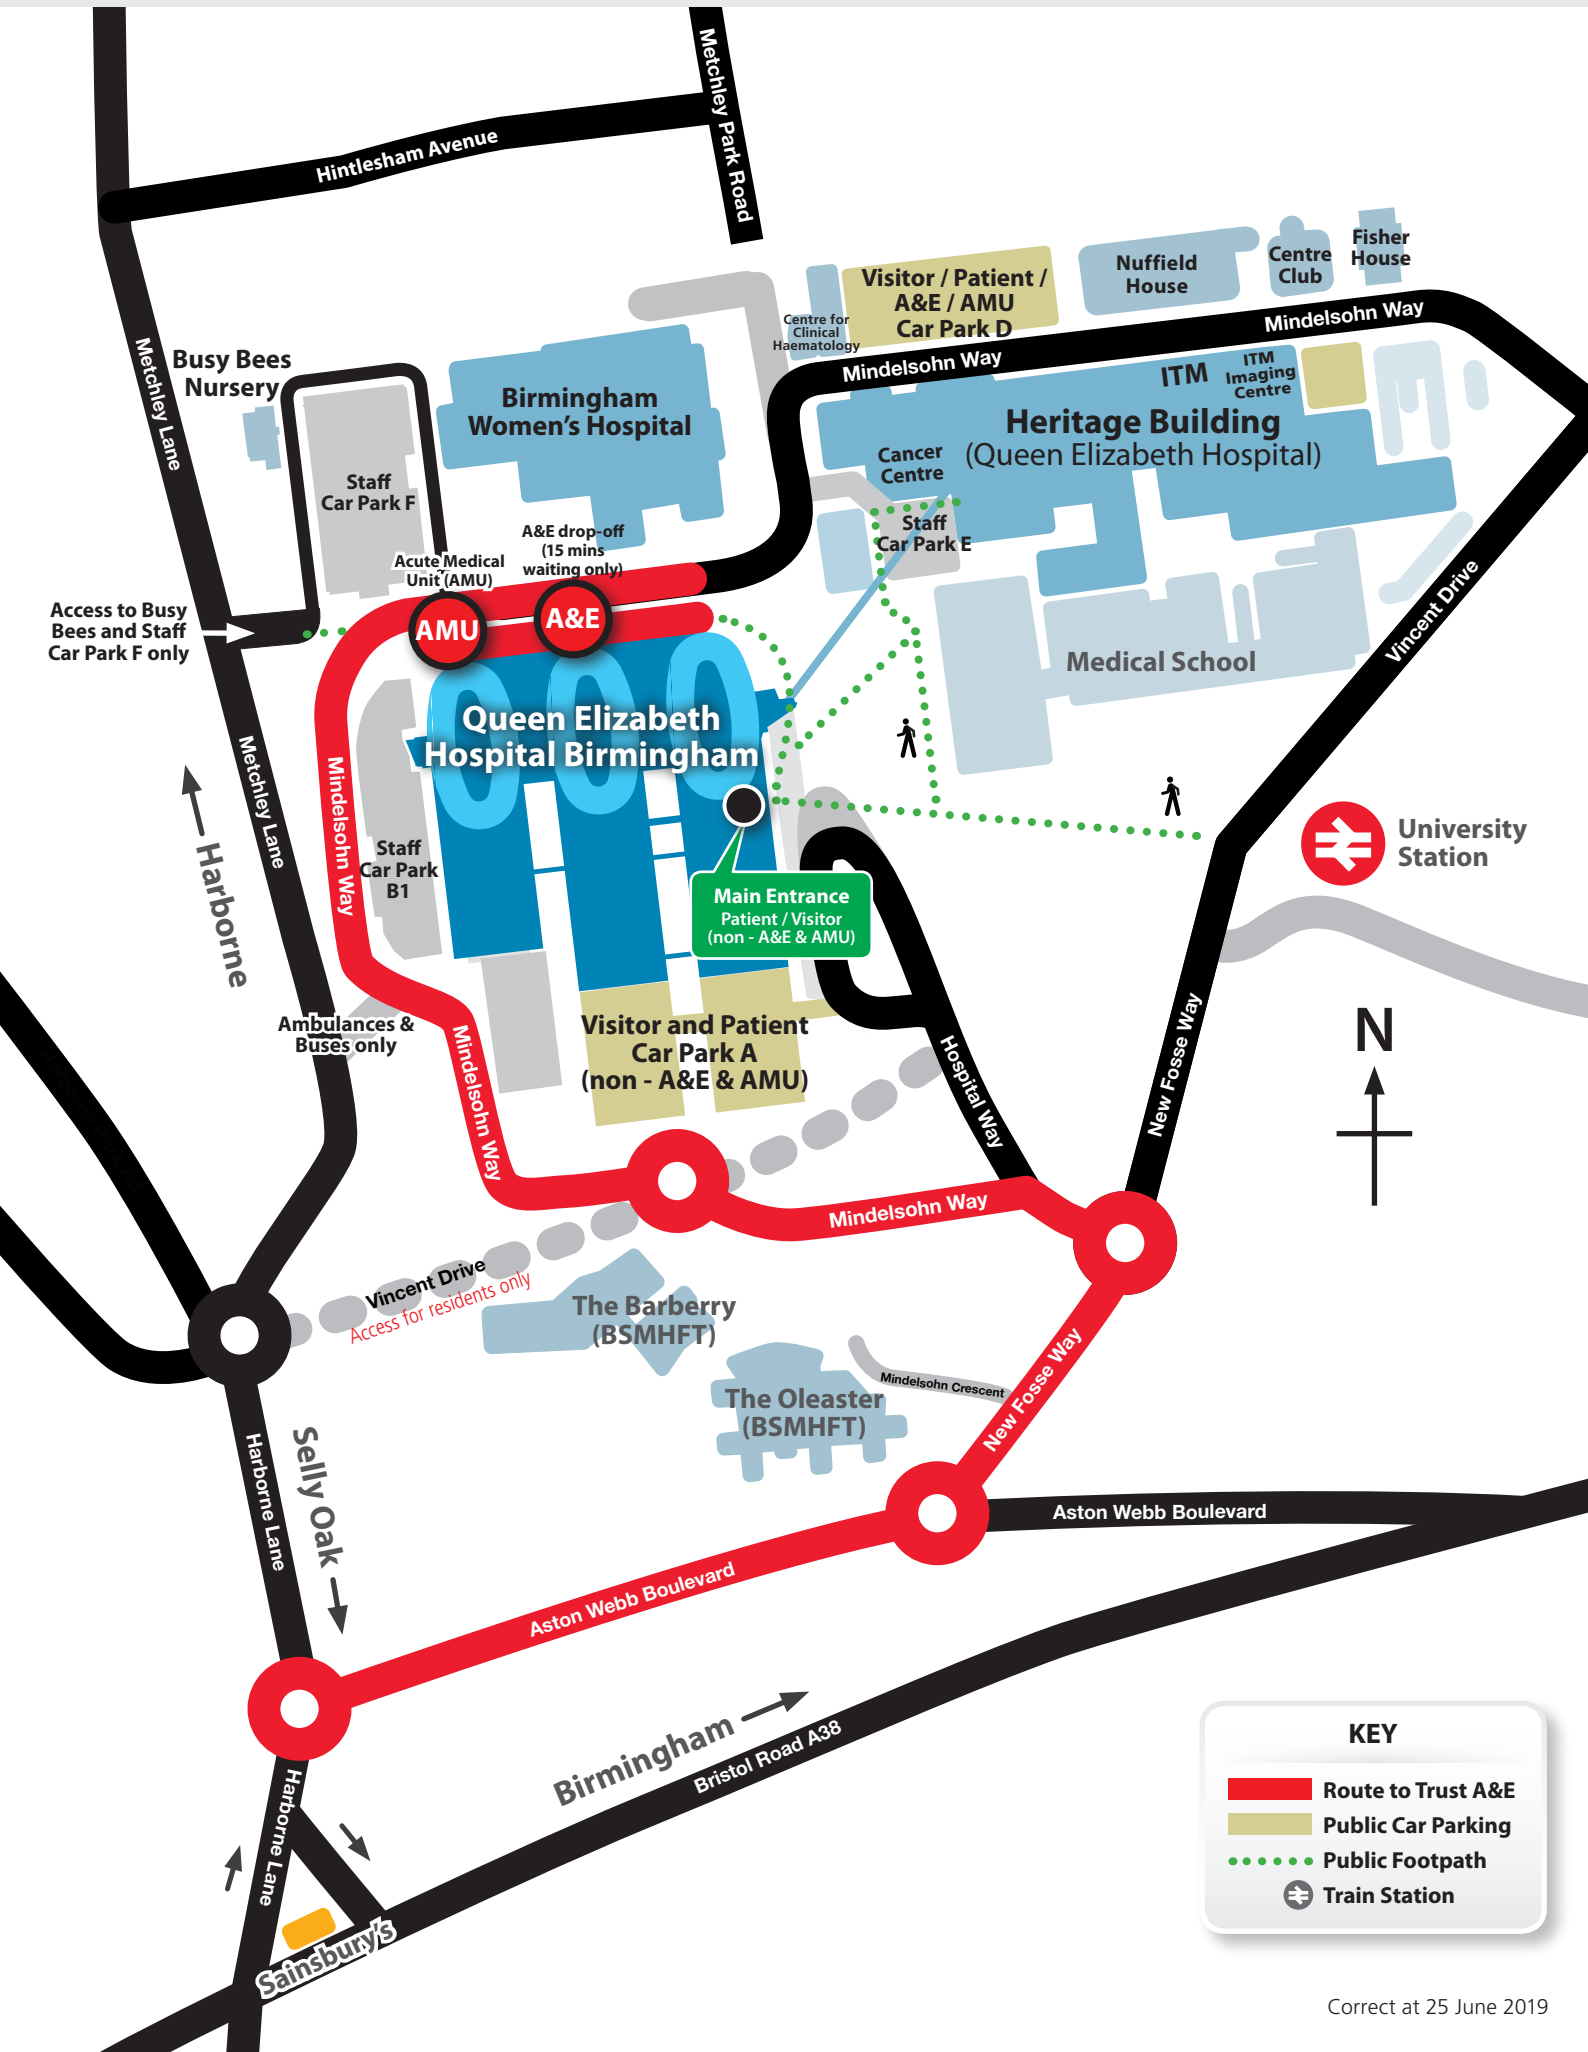 Metchley Park Road
Hintlesham Avenue
Fisher
House
Centre
Club
Nuffield
House
Visitor / Patient /
A&E / AMU
Car Park D
Centre for
Clinical
Haematology
Mindelsohn Way
Mindelsohn Way
Metchley Lane
Busy Bees
Nursery
Birmingham
Women's Hospital
ITM
ITM
Imaging
Centre
Heritage Building
(Queen Elizabeth Hospital)
Cancer
Centre
Staff
Car Park F
Staff
Car Park E
A&E drop-off
(15 mins
waiting only)
Acute Medical
Unit (AMU)
AMU
A&E
Access to Busy
Bees and Staff
Car Park F only
Vincent Drive
Medical School
Queen Elizabeth
Hospital Birmingham
Metchley Lane
Mindelsohn Way
Harborne
Staff
Car Park
B1
University
Station
Main Entrance
Patient / Visitor
(non - A&E & AMU)
Ambulances &
Buses only
Visitor and Patient
Car Park A
(non - A&E & AMU)
Mindelsohn Way
Hospital Way
New Fosse Way
N
Mindelsohn Way
Vincent Drive
Access for residents only
The Barberry
(BSMHFT)
Mindelsohn Crescent
The Oleaster
(BSMHFT)
New Fosse Way
Harborne Lane
Selly Oak
Aston Webb Boulevard
Aston Webb Boulevard
Birmingham
Bristol Road A38
Harborne Lane
Sainsbury's
KEY
Route to Trust A&E
Public Car Parking
Public Footpath
Train Station
Correct at 25 June 2019